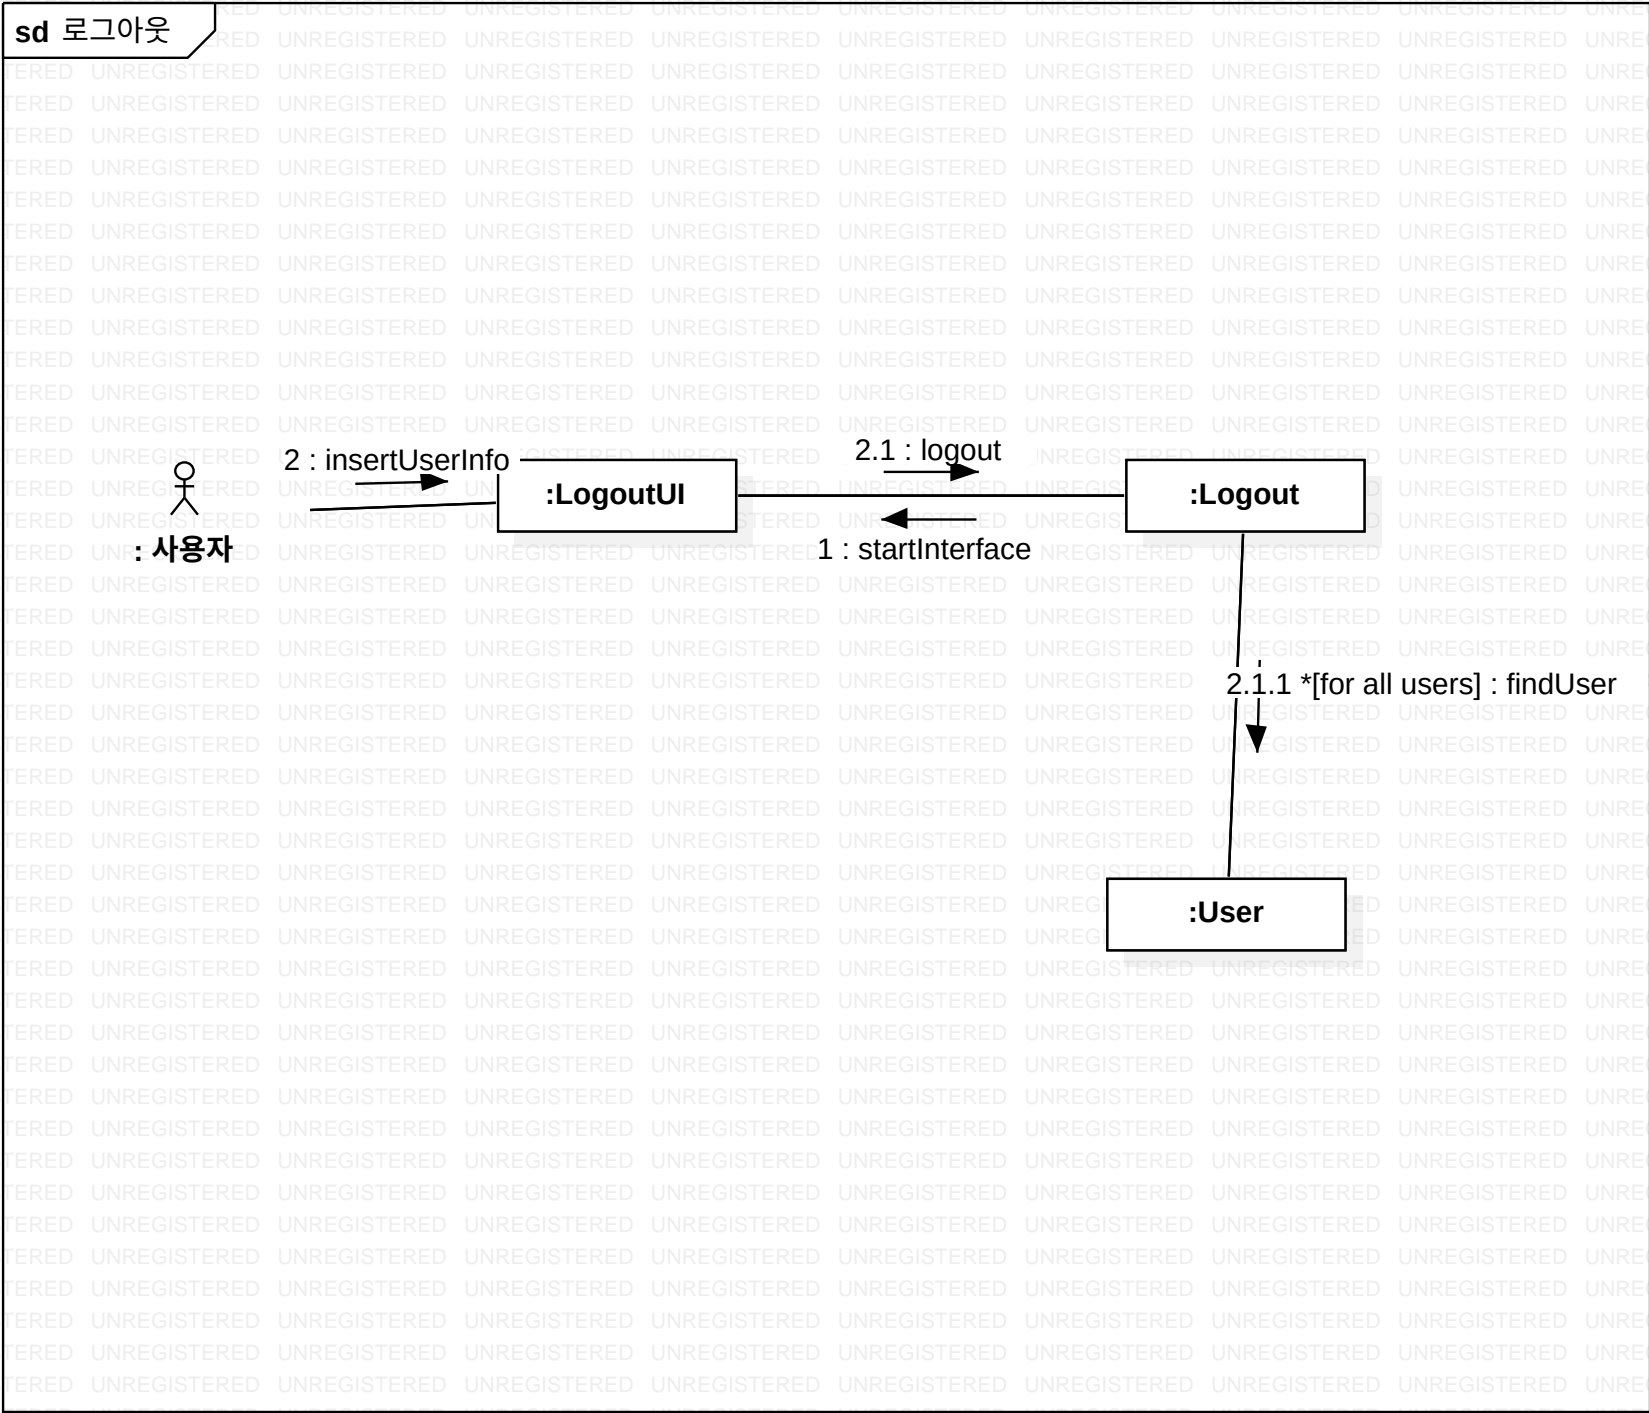 sd 로그아웃
2 : insertUserInfo
2.1 : logout
:LogoutUI
:Logout
: 사용자
1 : startInterface
2.1.1 *[for all users] : findUser
:User
UNREGISTERED